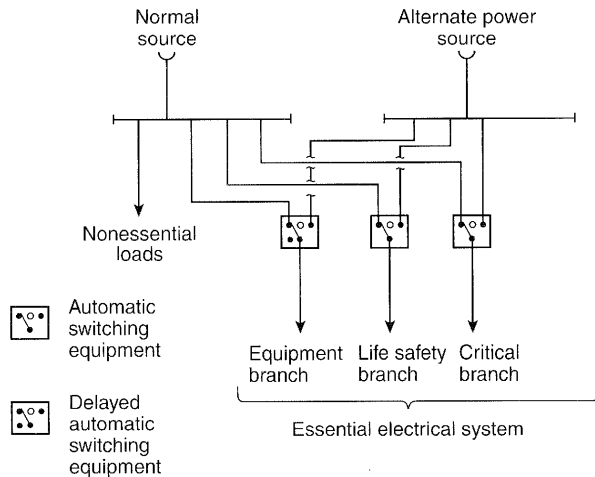 Normal
source
Alternate power
source
Nonessential
loads
Automatic
switching
equipment
Delayed
automatic
switching
equipment
Equipment
branch
Life safety
branch
Critical
branch
Essential electrical system